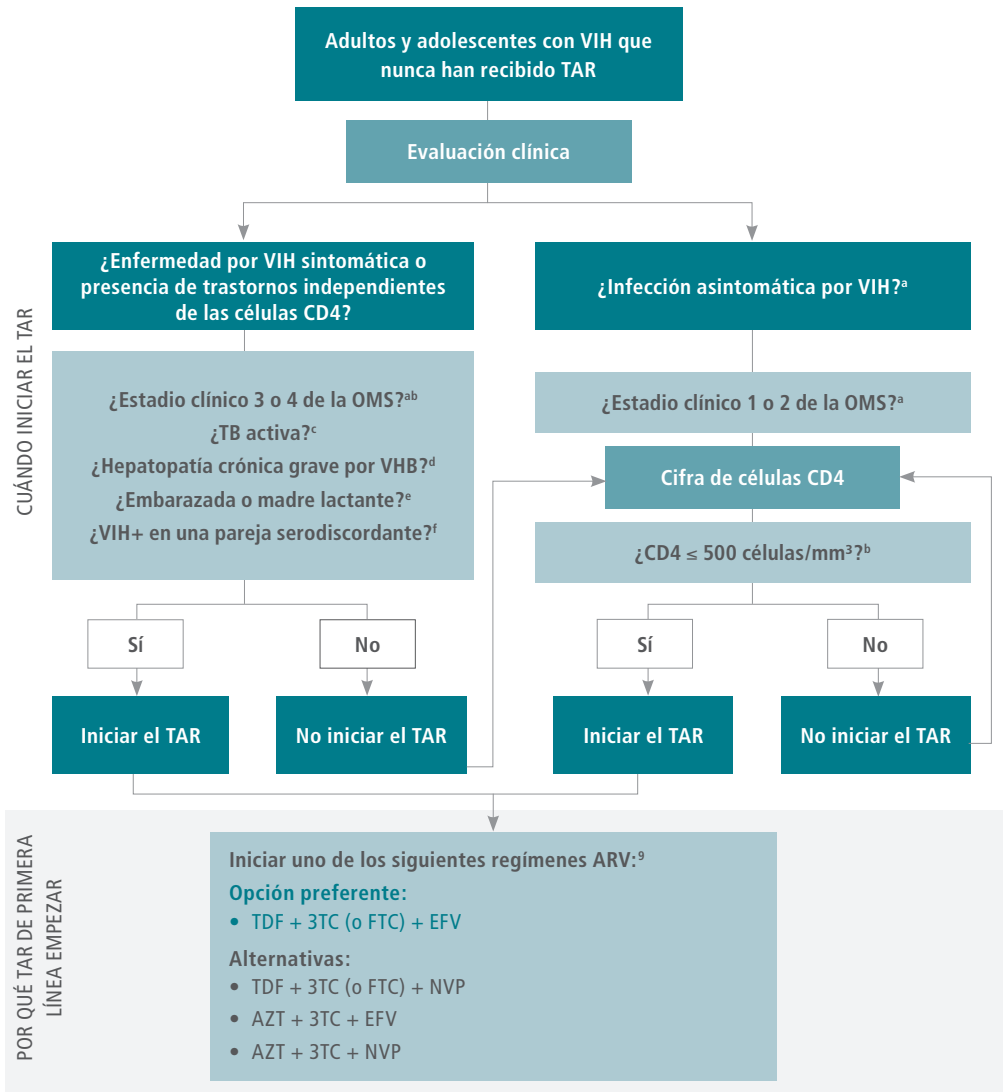 Adultos y adolescentes con VIH que
nunca han recibido TAR
Evaluación clínica
CUÁNDO INICIAR EL TAR
¿Enfermedad por VIH sintomática o
presencia de trastornos independientes
de las células CD4?
¿Estadio clínico 3 o 4 de la OMS?ᵃᵇ
¿TB activa?ᶜ
¿Hepatopatía crónica grave por VHB?ᵈ
¿Embarazada o madre lactante?ᵉ
¿VIH+ en una pareja serodiscordante?ᶠ
Sí
No
Iniciar el TAR
No iniciar el TAR
¿Infección asintomática por VIH?ᵃ
¿Estadio clínico 1 o 2 de la OMS?ᵃ
Cifra de células CD4
¿CD4 ≤ 500 células/mm³?ᵇ
Sí
No
Iniciar el TAR
No iniciar el TAR
POR QUÉ TAR DE PRIMERA
LÍNEA EMPEZAR
Iniciar uno de los siguientes regímenes ARV:⁹
Opción preferente:
• TDF + 3TC (o FTC) + EFV
Alternativas:
• TDF + 3TC (o FTC) + NVP
• AZT + 3TC + EFV
• AZT + 3TC + NVP